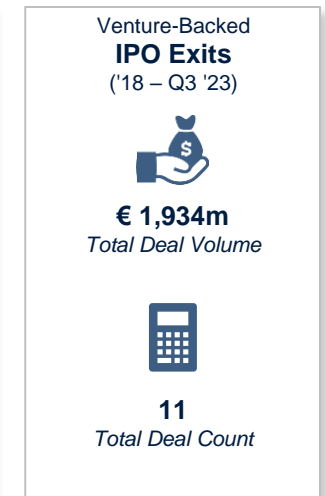 Venture-Backed
IPO Exits
('18 – Q3 '23)
$
€ 1,934m
Total Deal Volume
11
Total Deal Count